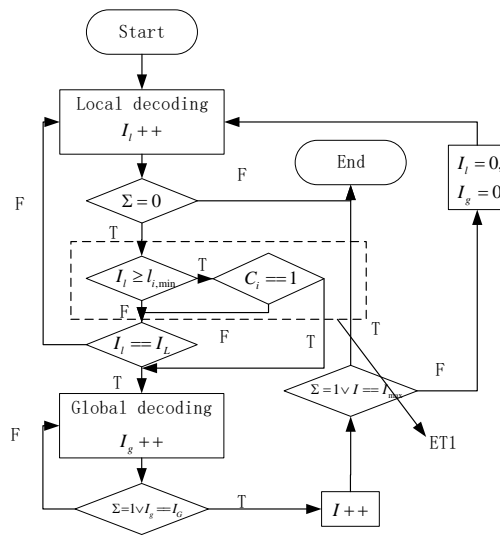 Start
Local decoding
I_l ++
I_l = 0,
I_g = 0
End
F
Σ = 0
F
T
I_l ≥ l_{i,min}
T
C_i == 1
F
F
T
T
I_l == I_L
T
F
Σ=1∨I == I_max
Global decoding
I_g ++
F
ET1
Σ=1∨I_g==I_G
T
I++